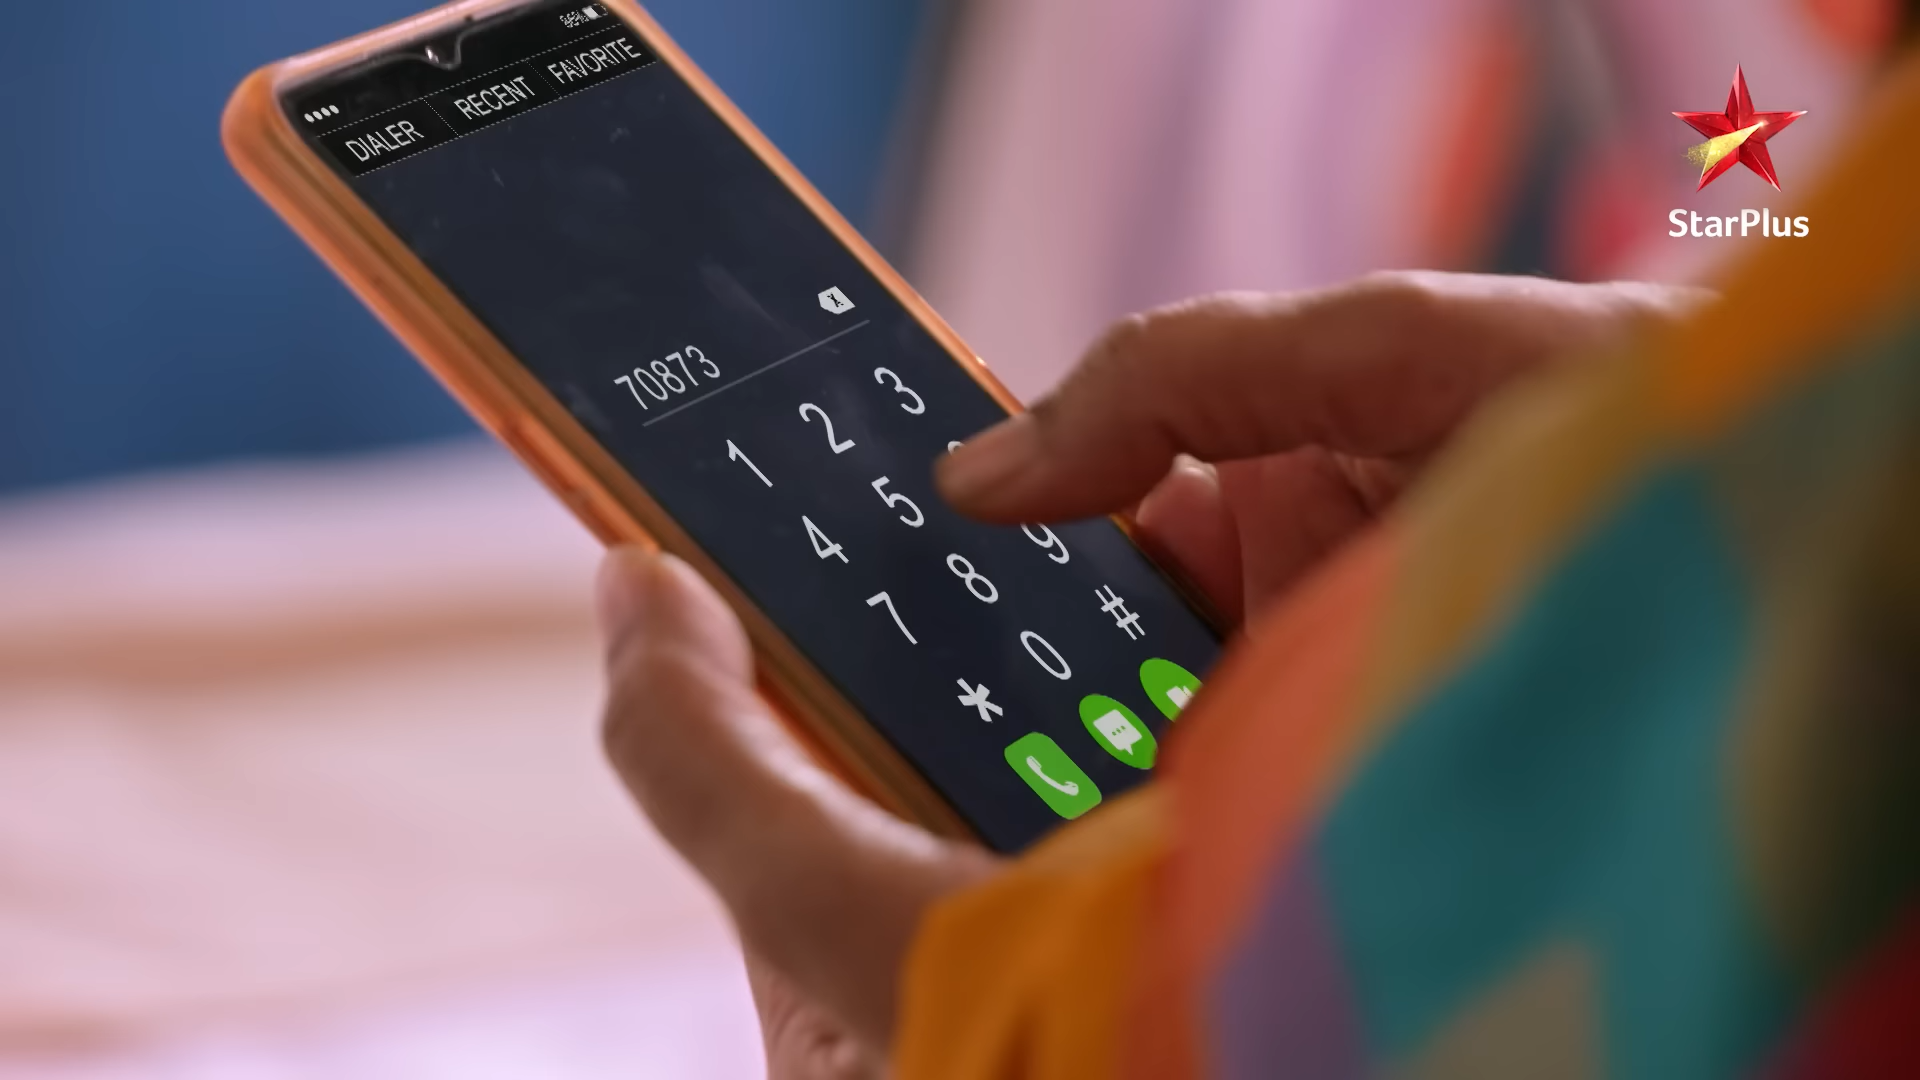 DIALER RECENT FAVORITE
70873
1 2 3
4 5
7 8 9
* 0 #
StarPlus